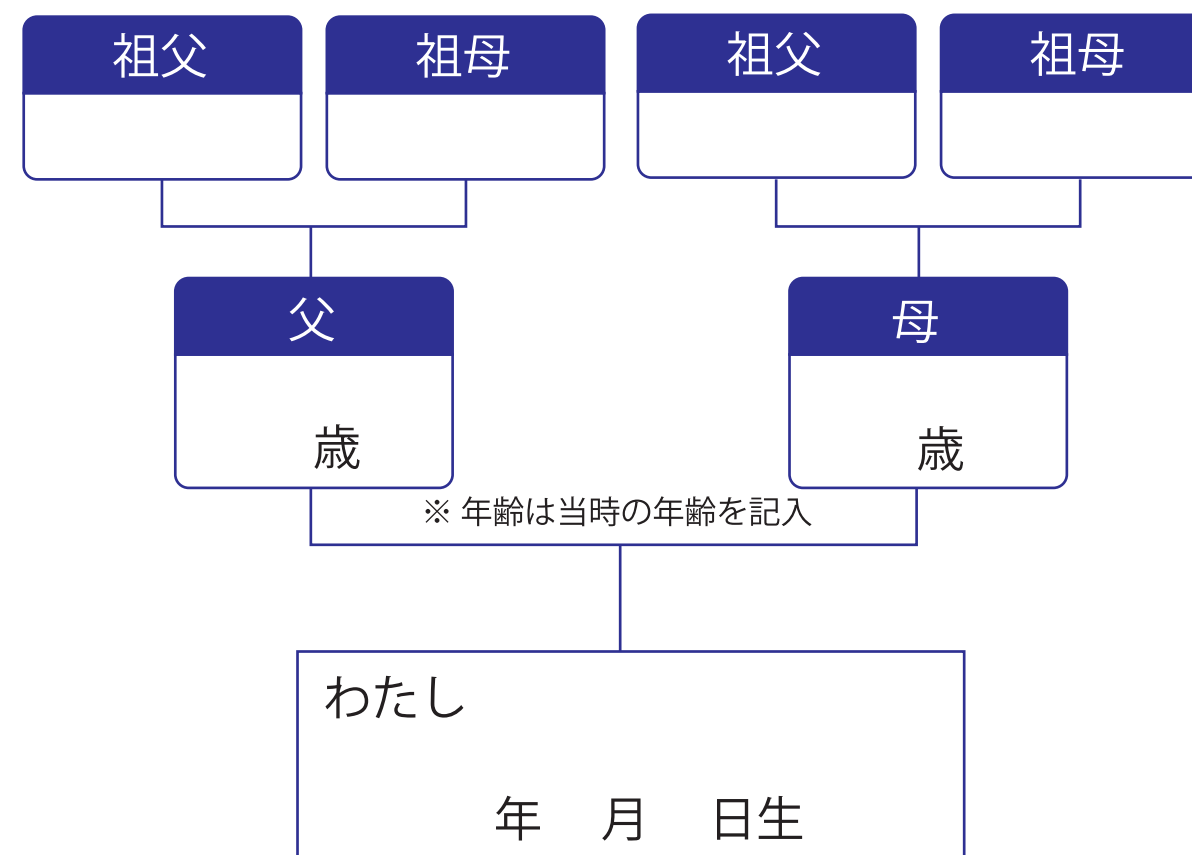 祖父 祖母 祖父 祖母
父 母
歳 歳
※ 年齢は当時の年齢を記入
わたし
年 月 日生